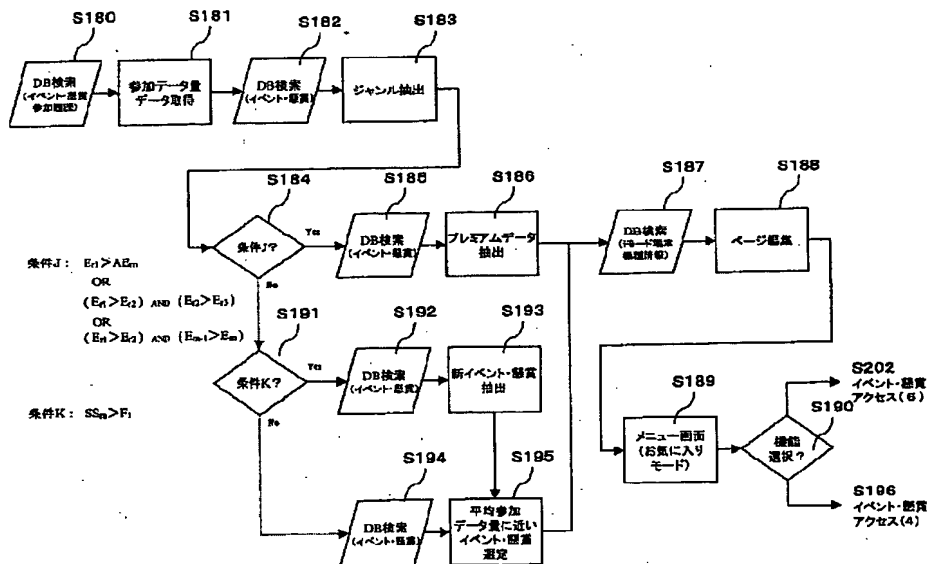 S180
S181
S182
S183
DB検索
(イベント・懸賞
参加データ量
データ取得
DB検索
(イベント・懸賞)
ジャンル抽出
S184
S185
S186
S187
S188
条件J?
Yes
No
DB検索
(イベント・懸賞)
プレミアムデータ
抽出
DB検索
ページ編集
条件J:
OR
AND
OR
AND
S191
S192
S193
条件K?
Yes
No
DB検索
(イベント・懸賞)
新イベント・懸賞
抽出
条件K:
S194
S195
DB検索
(イベント・懸賞)
平均参加
データ量に近い
イベント・懸賞
選定
S189
メニュー画面
(お気に入り
モード)
S190
機能
選択?
S202
イベント・懸賞
アクセス(6)
S196
イベント・懸賞
アクセス(4)